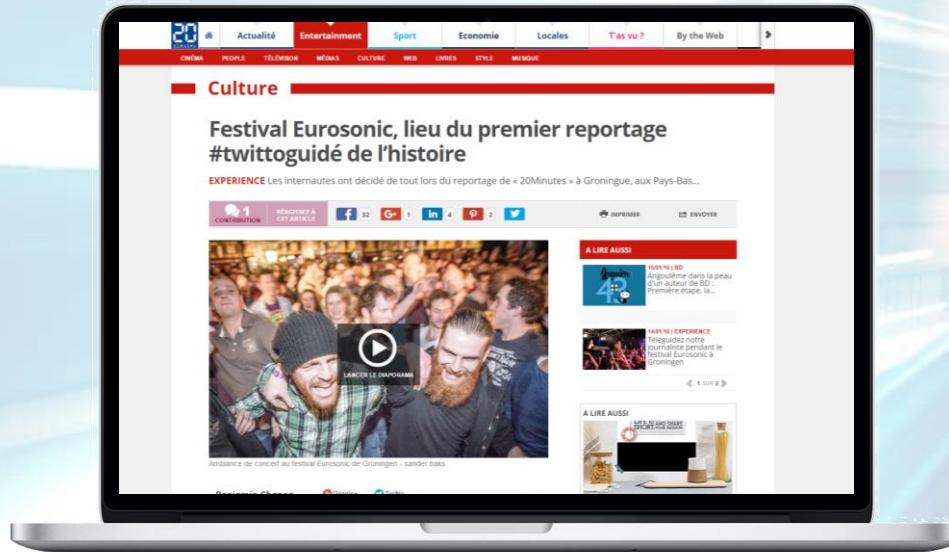 20
Actualité
Entertainment
Sport
Economie
Locales
T'as vu ?
By the Web
CINÉMA PEOPLE TÉLÉVISION MÉDIAS CULTURE WEB LIVRES STYLE MUSIQUE
Culture
Festival Eurosonic, lieu du premier reportage
#twittoguidé de l'histoire
EXPERIENCE Les internautes ont décidé de tout lors du reportage de « 20Minutes » à Groningue, aux Pays-Bas...
1
CONTRIBUTION
RÉAGISSEZ À
CET ARTICLE
f 32
G+ 1
in 4
2
IMPRIMER
ENVOYER
LANCER LE DIAPORAMA
Ambiance de concert au festival Eurosonic de Groningen - sander baks
A LIRE AUSSI
43
15/01/16 | BD
Angoulême dans la peau
d'un auteur de BD :
Première étape, la...
14/01/16 | EXPERIENCE
Téléguidez notre
journaliste pendant le
festival Eurosonic à
Groningen
1 SUR 2
A LIRE AUSSI